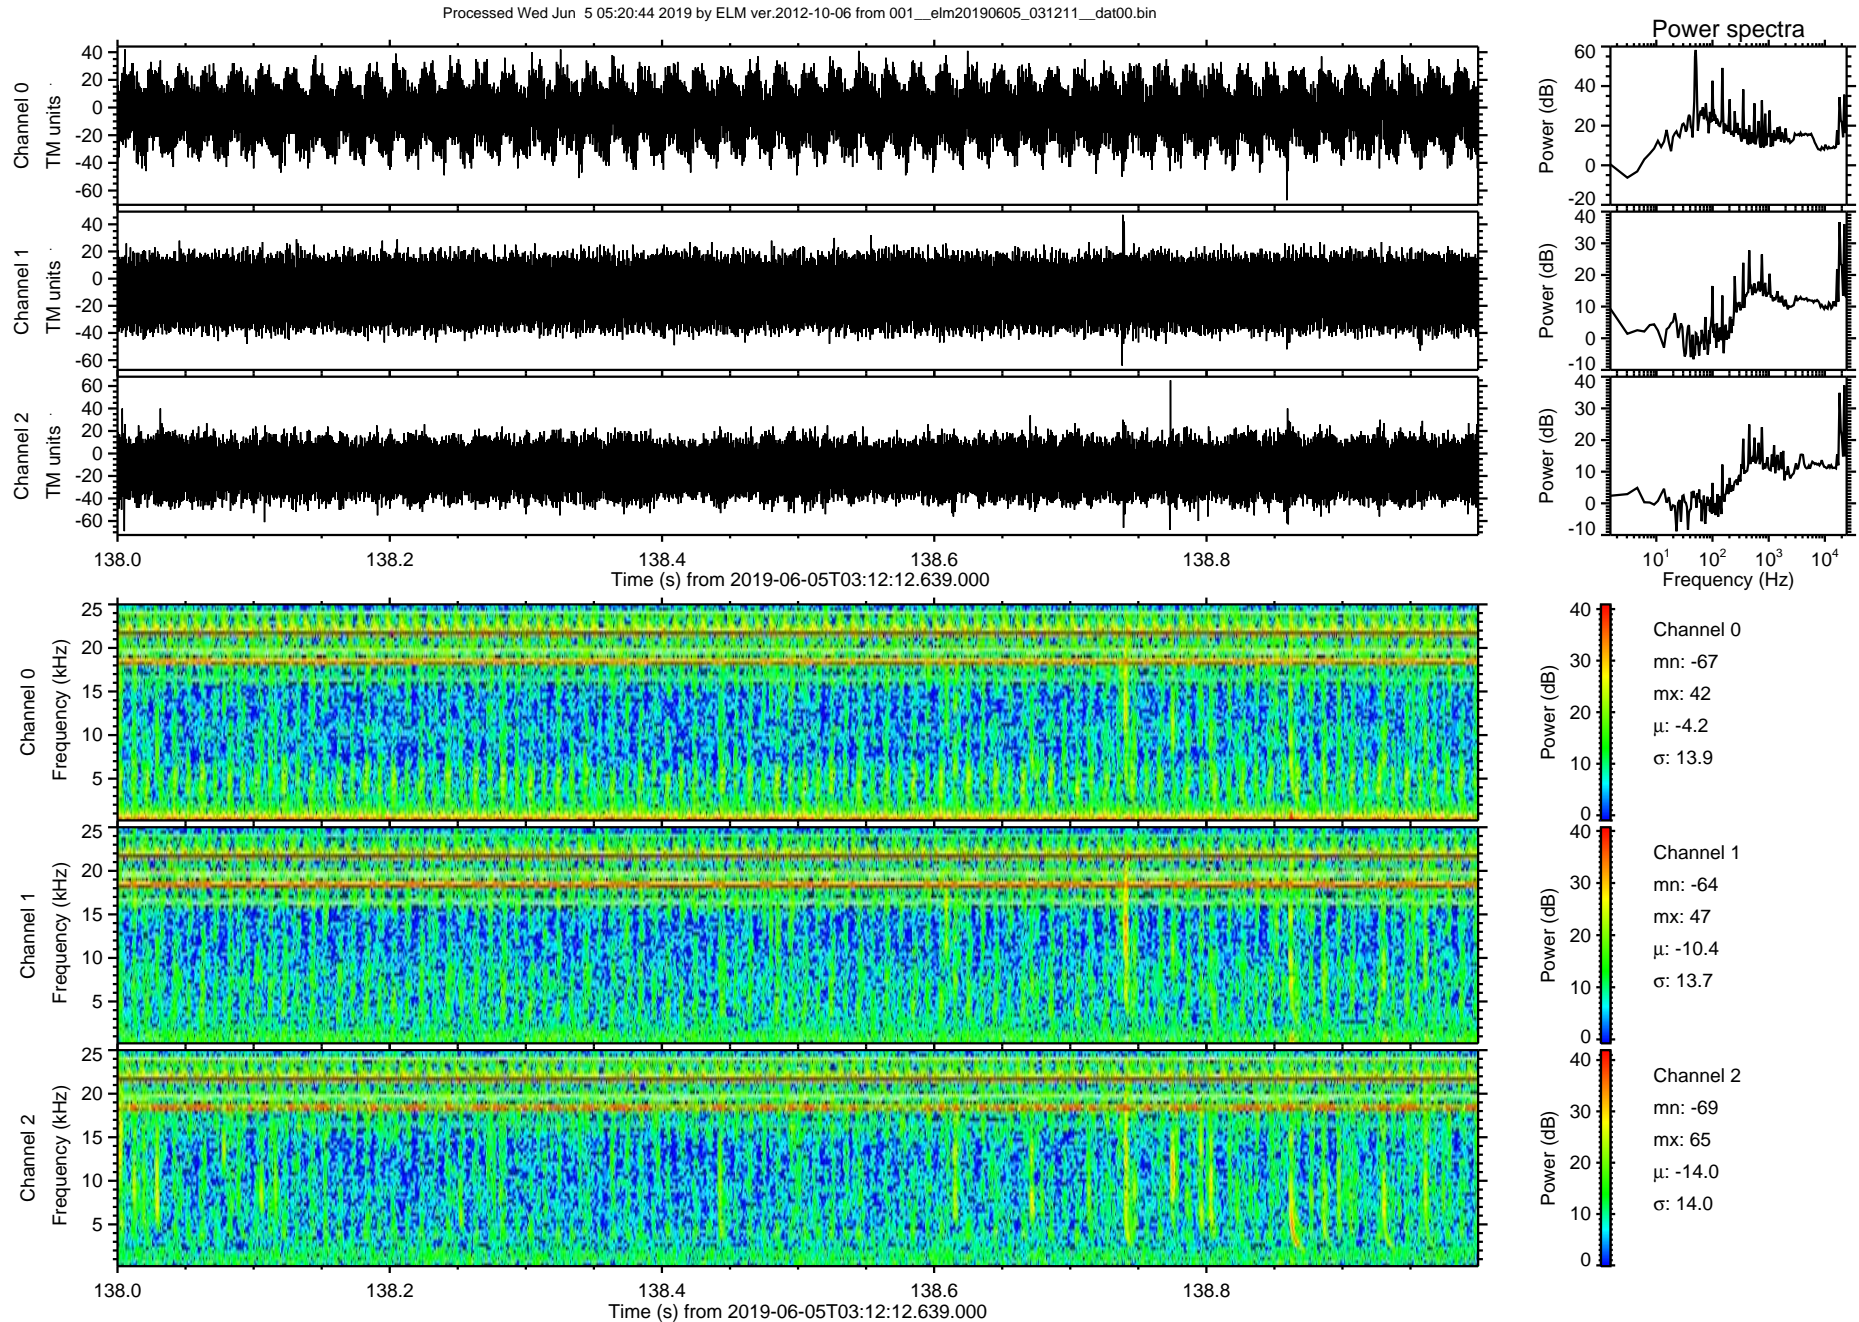 Processed Wed Jun  5 05:20:44 2019 by ELM ver.2012-10-06 from 001__elm20190605_031211__dat00.bin
Power spectra
Channel 0
TM units
40
20
0
-20
-40
-60
Power (dB)
60
40
20
0
-20
Channel 1
TM units
40
20
0
-20
-40
-60
Power (dB)
40
30
20
10
0
-10
Channel 2
TM units
60
40
20
0
-20
-40
-60
Power (dB)
40
30
20
10
0
-10
138.0 138.2 138.4 138.6 138.8
Time (s) from 2019-06-05T03:12:12.639.000
10^1 10^2 10^3 10^4
Frequency (Hz)
Channel 0
Frequency (kHz)
25
20
15
10
5
Power (dB)
40
30
20
10
0
Channel 0
mn: -67
mx: 42
μ: -4.2
σ: 13.9
Channel 1
Frequency (kHz)
25
20
15
10
5
Power (dB)
40
30
20
10
0
Channel 1
mn: -64
mx: 47
μ: -10.4
σ: 13.7
Channel 2
Frequency (kHz)
25
20
15
10
5
Power (dB)
40
30
20
10
0
Channel 2
mn: -69
mx: 65
μ: -14.0
σ: 14.0
138.0 138.2 138.4 138.6 138.8
Time (s) from 2019-06-05T03:12:12.639.000